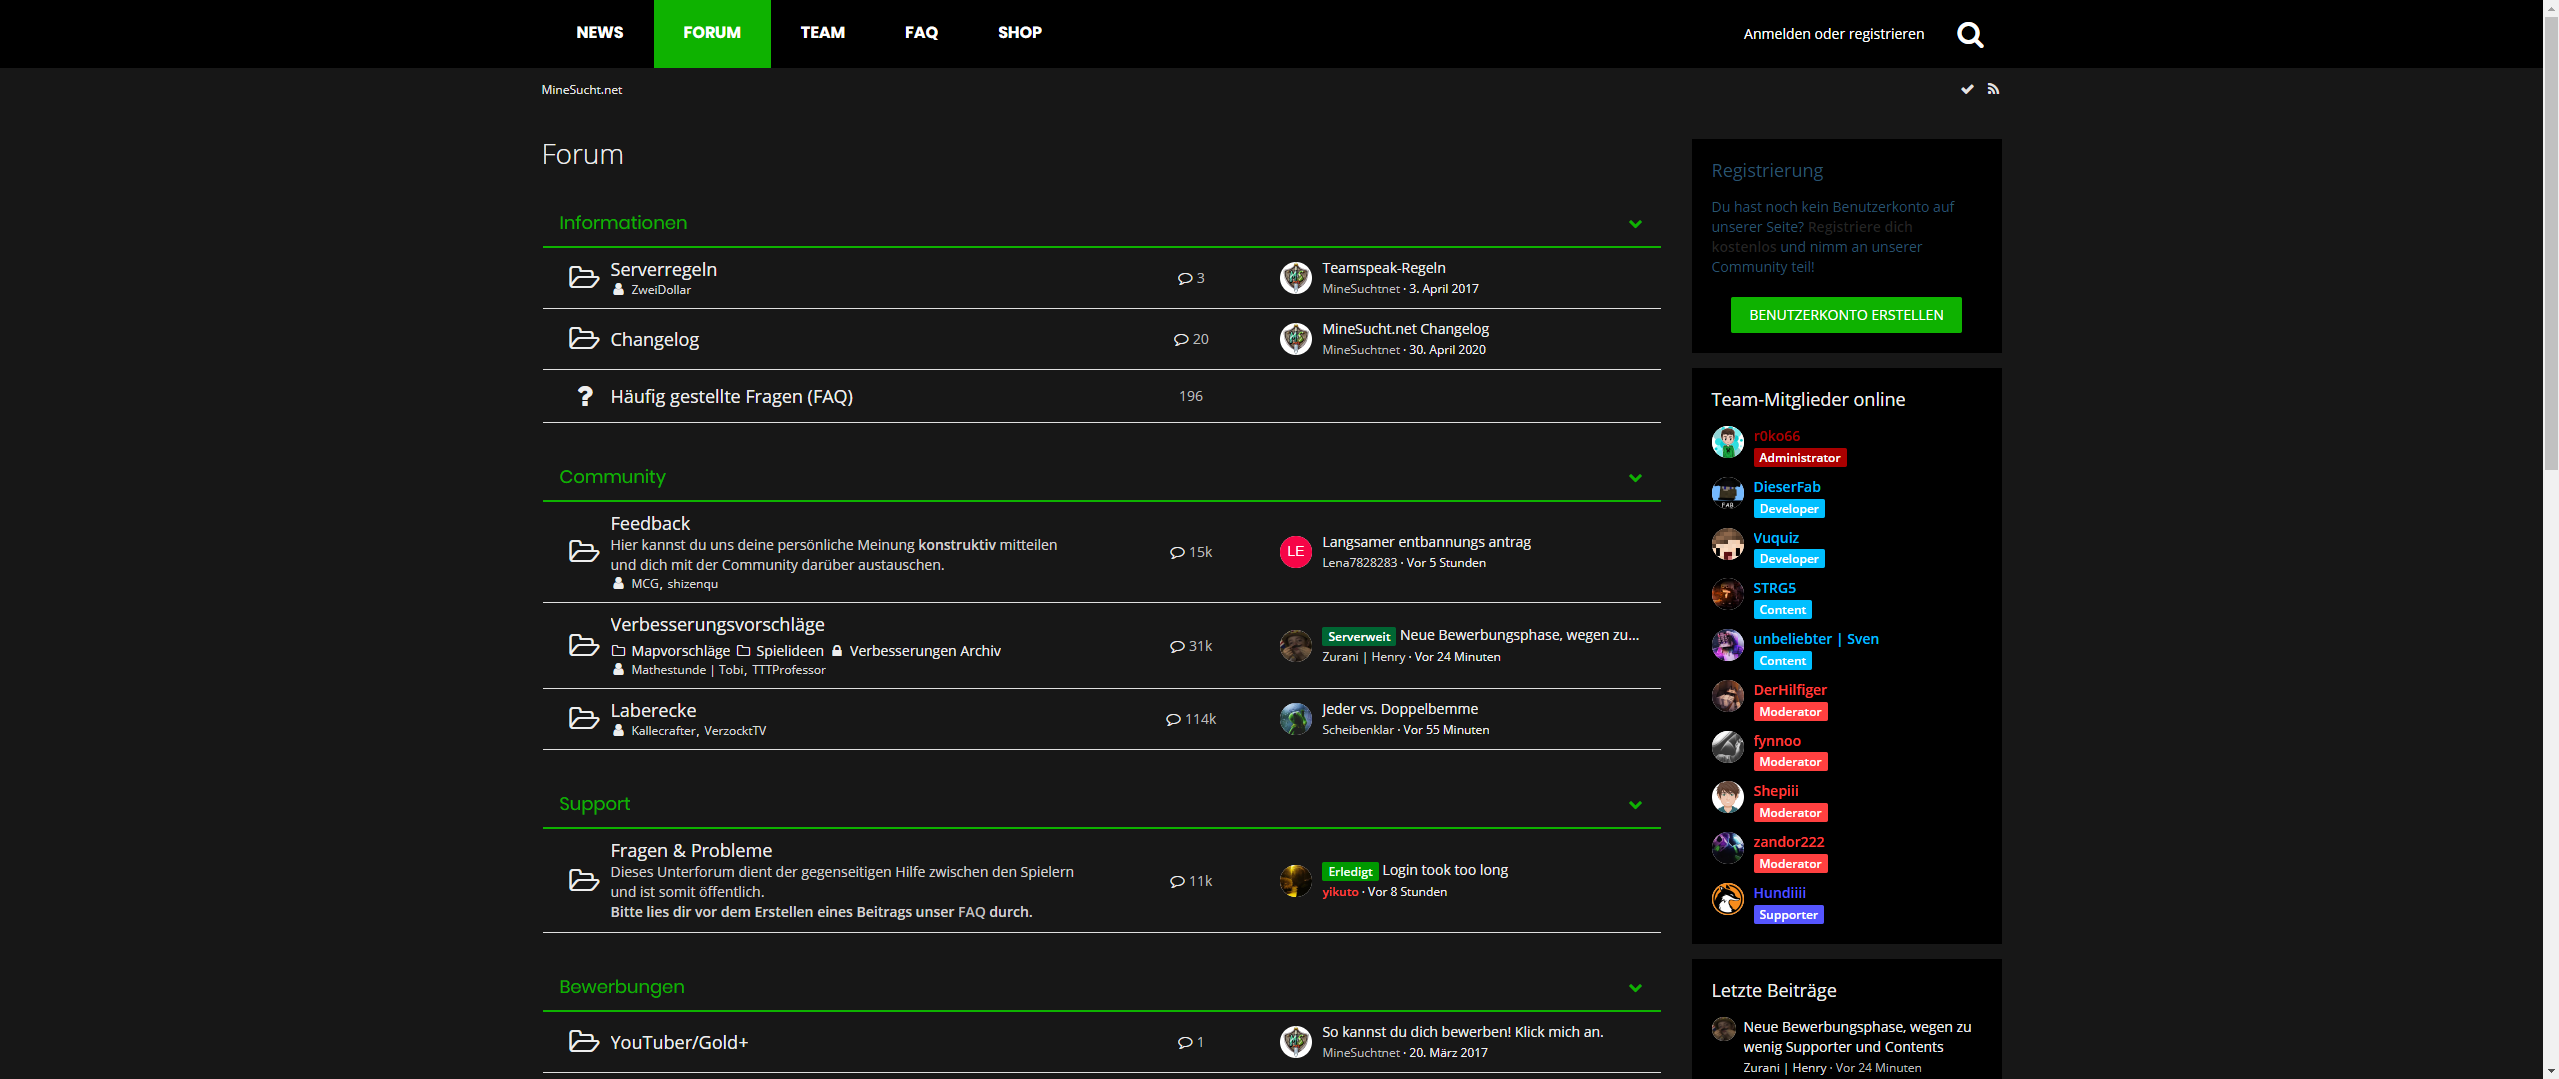 NEWS FORUM TEAM FAQ SHOP Anmelden oder registrieren
MineSucht.net
Forum
Informationen
Serverregeln
ZweiDollar
3
Teamspeak-Regeln
MineSuchtnet · 3. April 2017
Changelog
20
MineSucht.net Changelog
MineSuchtnet · 30. April 2020
Häufig gestellte Fragen (FAQ)
196
Community
Feedback
Hier kannst du uns deine persönliche Meinung konstruktiv mitteilen
und dich mit der Community darüber austauschen.
MCG, shizenqu
15k
LE
Langsamer entbannungs antrag
Lena7828283 · Vor 5 Stunden
Verbesserungsvorschläge
Mapvorschläge Spielideen Verbesserungen Archiv
Mathestunde | Tobi, TTTProfessor
31k
Serverweit Neue Bewerbungsphase, wegen zu...
Zurani | Henry · Vor 24 Minuten
Laberecke
Kallecrafter, VerzocktTV
114k
Jeder vs. Doppelbemme
Scheibenklar · Vor 55 Minuten
Support
Fragen & Probleme
Dieses Unterforum dient der gegenseitigen Hilfe zwischen den Spielern
und ist somit öffentlich.
Bitte lies dir vor dem Erstellen eines Beitrags unser FAQ durch.
11k
Erledigt Login took too long
yikuto · Vor 8 Stunden
Bewerbungen
YouTuber/Gold+
1
So kannst du dich bewerben! Klick mich an.
MineSuchtnet · 20. März 2017
Registrierung
Du hast noch kein Benutzerkonto auf
unserer Seite? Registriere dich
kostenlos und nimm an unserer
Community teil!
BENUTZERKONTO ERSTELLEN
Team-Mitglieder online
r0ko66
Administrator
DieserFab
Developer
FAB
Vuquiz
Developer
STRG5
Content
unbeliebter | Sven
Content
DerHilfiger
Moderator
fynnoo
Moderator
Shepiii
Moderator
zandor222
Moderator
Hundiiii
Supporter
Letzte Beiträge
Neue Bewerbungsphase, wegen zu
wenig Supporter und Contents
Zurani | Henry · Vor 24 Minuten